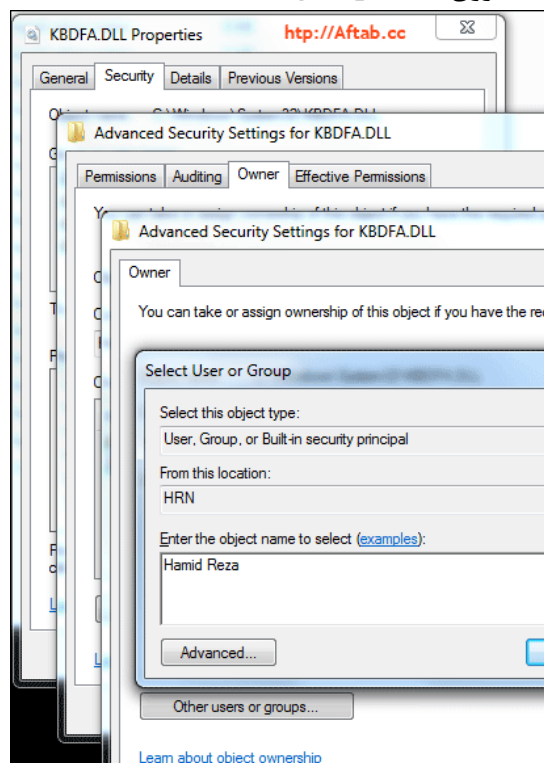 KBDFA.DLL Properties
htp://Aftab.cc
General
Security
Details
Previous Versions
Advanced Security Settings for KBDFA.DLL
Permissions
Auditing
Owner
Effective Permissions
Advanced Security Settings for KBDFA.DLL
Owner
You can take or assign ownership of this object if you have the re
Select User or Group
Select this object type:
User, Group, or Built-in security principal
From this location:
HRN
Enter the object name to select (examples):
Hamid Reza
Advanced...
Other users or groups...
Learn about object ownership